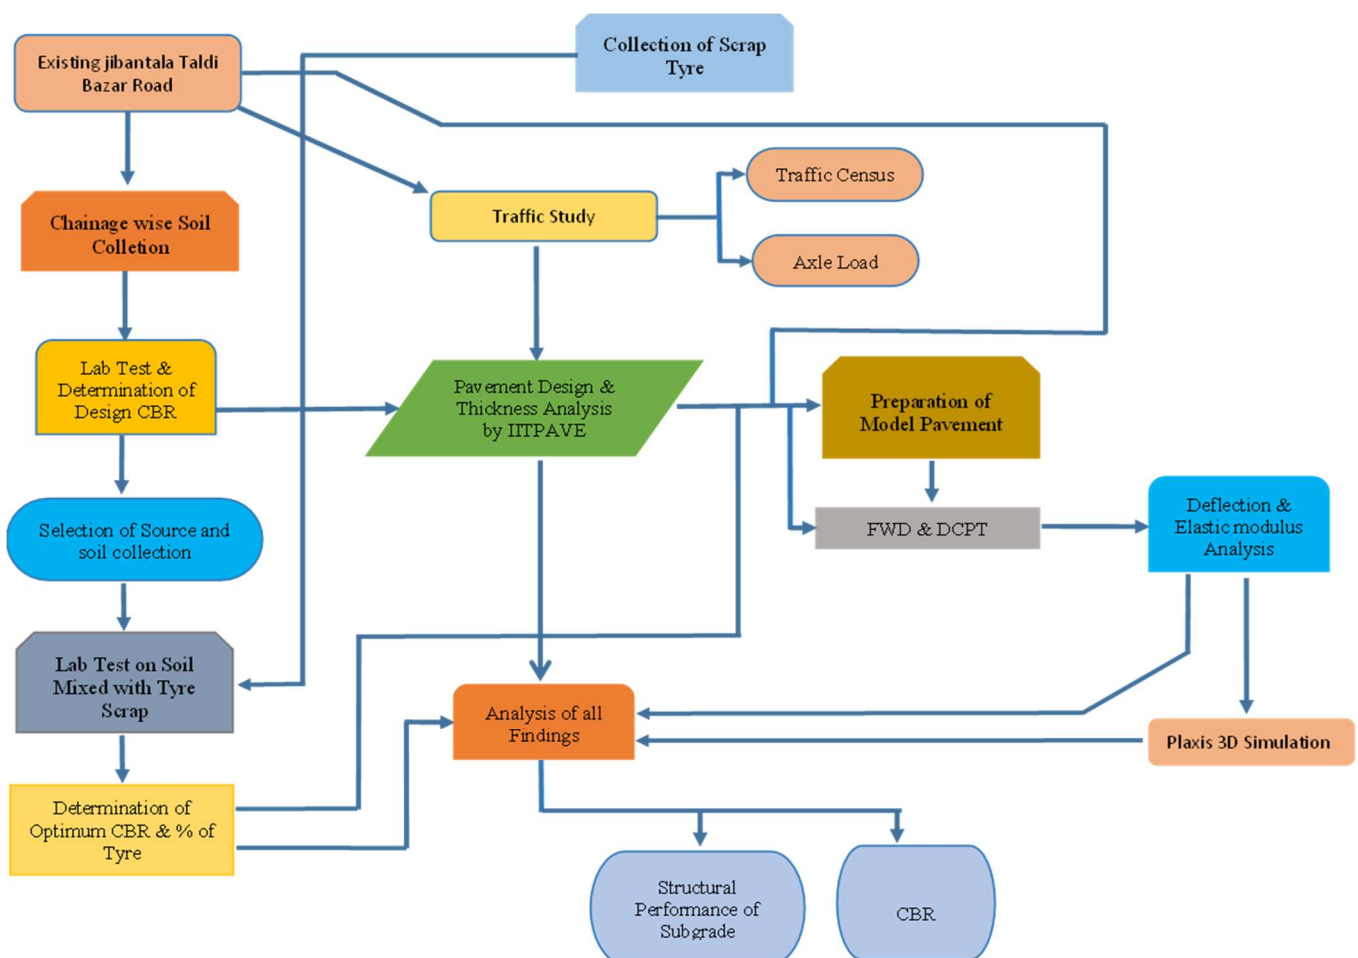 Existing jibantala Taldi
Bazar Road
Collection of Scrap
Tyre
Traffic Census
Chainage wise Soil
Colletion
Traffic Study
Axle Load
Lab Test &
Determination of
Design CBR
Pavement Design &
Thickness Analysis
by IITPAVE
Preparation of
Model Pavement
Selection of Source and
soil collection
FWD & DCPT
Deflection &
Elastic modulus
Analysis
Lab Test on Soil
Mixed with Tyre
Scrap
Analysis of all
Findings
Plaxis 3D Simulation
Determination of
Optimum CBR & % of
Tyre
Structural
Performance of
Subgrade
CBR